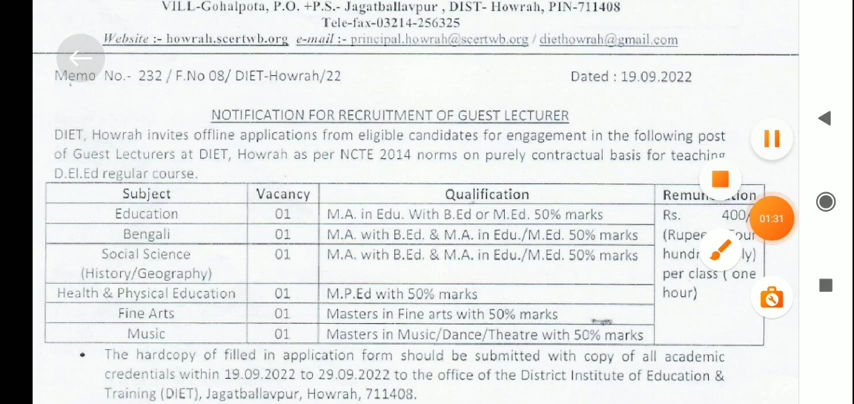 VILL-Gohalpota, P.O. +P.S.- Jagatballavpur , DIST- Howrah, PIN-711408
Tele-fax-03214-256325
Website :- howrah.scertwb.org e-mail :- principal.howrah@scertwb.org / diethowrah@gmail.com
Memo No.- 232 / F.No 08/ DIET-Howrah/22 Dated : 19.09.2022
NOTIFICATION FOR RECRUITMENT OF GUEST LECTURER
DIET, Howrah invites offline applications from eligible candidates for engagement in the following post
of Guest Lecturers at DIET, Howrah as per NCTE 2014 norms on purely contractual basis for teaching
D.El.Ed regular course.
Subject Vacancy Qualification
Education 01 M.A. in Edu. With B.Ed or M.Ed. 50% marks Rs. 400/
Bengali 01 M.A. with B.Ed. & M.A. in Edu./M.Ed. 50% marks
Social Science 01 M.A. with B.Ed. & M.A. in Edu./M.Ed. 50% marks
(History/Geography) per class ( one
Health & Physical Education 01 M.P.Ed with 50% marks hour)
Fine Arts 01 Masters in Fine arts with 50% marks
Music 01 Masters in Music/Dance/Theatre with 50% marks
• The hardcopy of filled in application form should be submitted with copy of all academic
credentials within 19.09.2022 to 29.09.2022 to the office of the District Institute of Education &
Training (DIET), Jagatballavpur, Howrah, 711408.
01:31